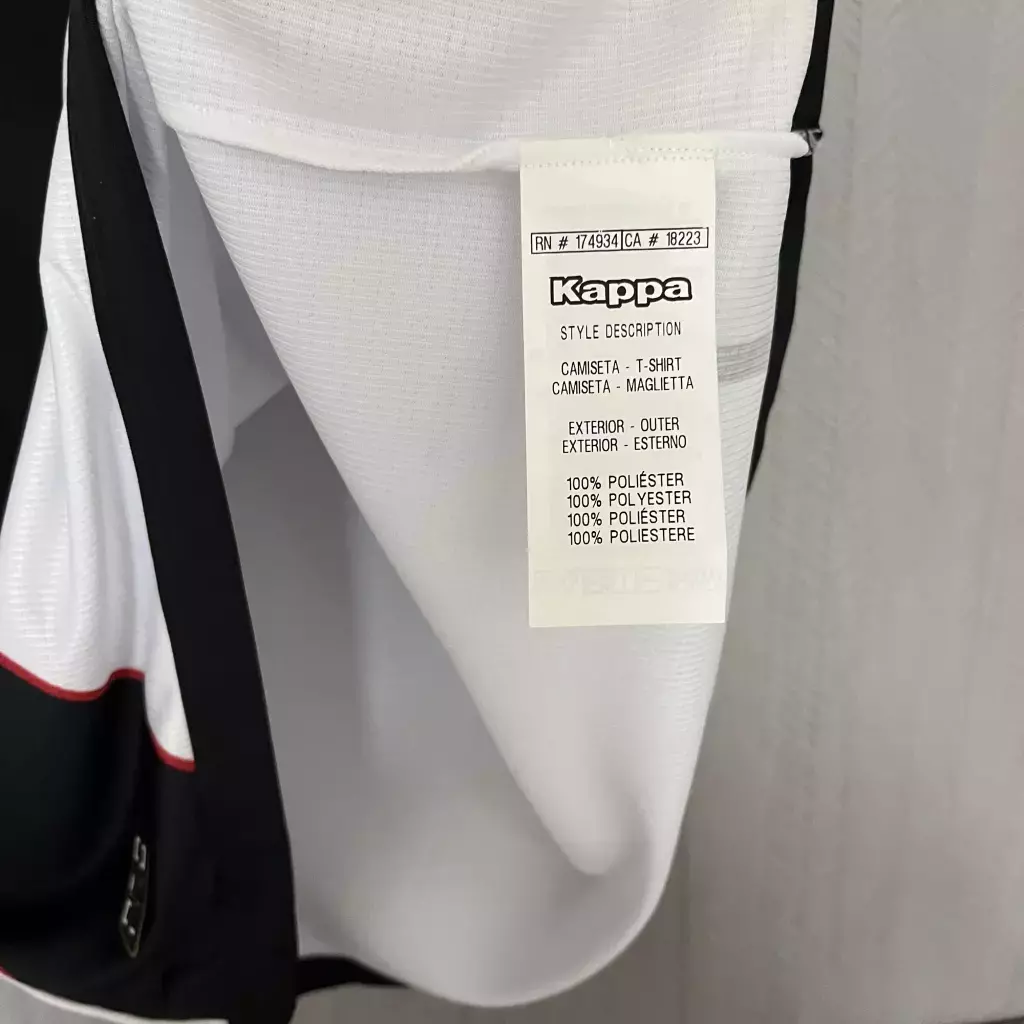 RN # 174934 CA # 18223
Kappa
STYLE DESCRIPTION
CAMISETA - T-SHIRT
CAMISETA - MAGLIETTA
EXTERIOR - OUTER
EXTERIOR - ESTERNO
100% POLIÉSTER
100% POLYESTER
100% POLIÉSTER
100% POLIESTERE